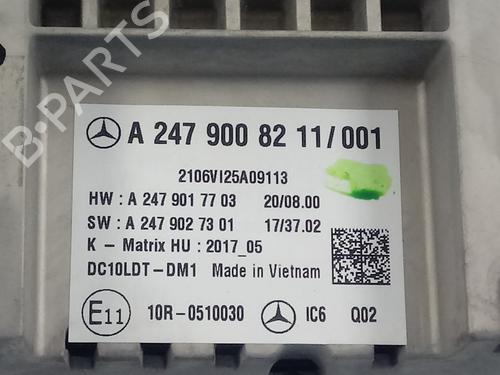 A 247 900 82 11/001
2106VI25A09113
HW : A 247 901 77 03 20/08.00
SW : A 247 902 73 01 17/37.02
K - Matrix HU : 2017_05
DC10LDT-DM1 Made in Vietnam
E11 10R-0510030 IC6 Q02
B-PARTS